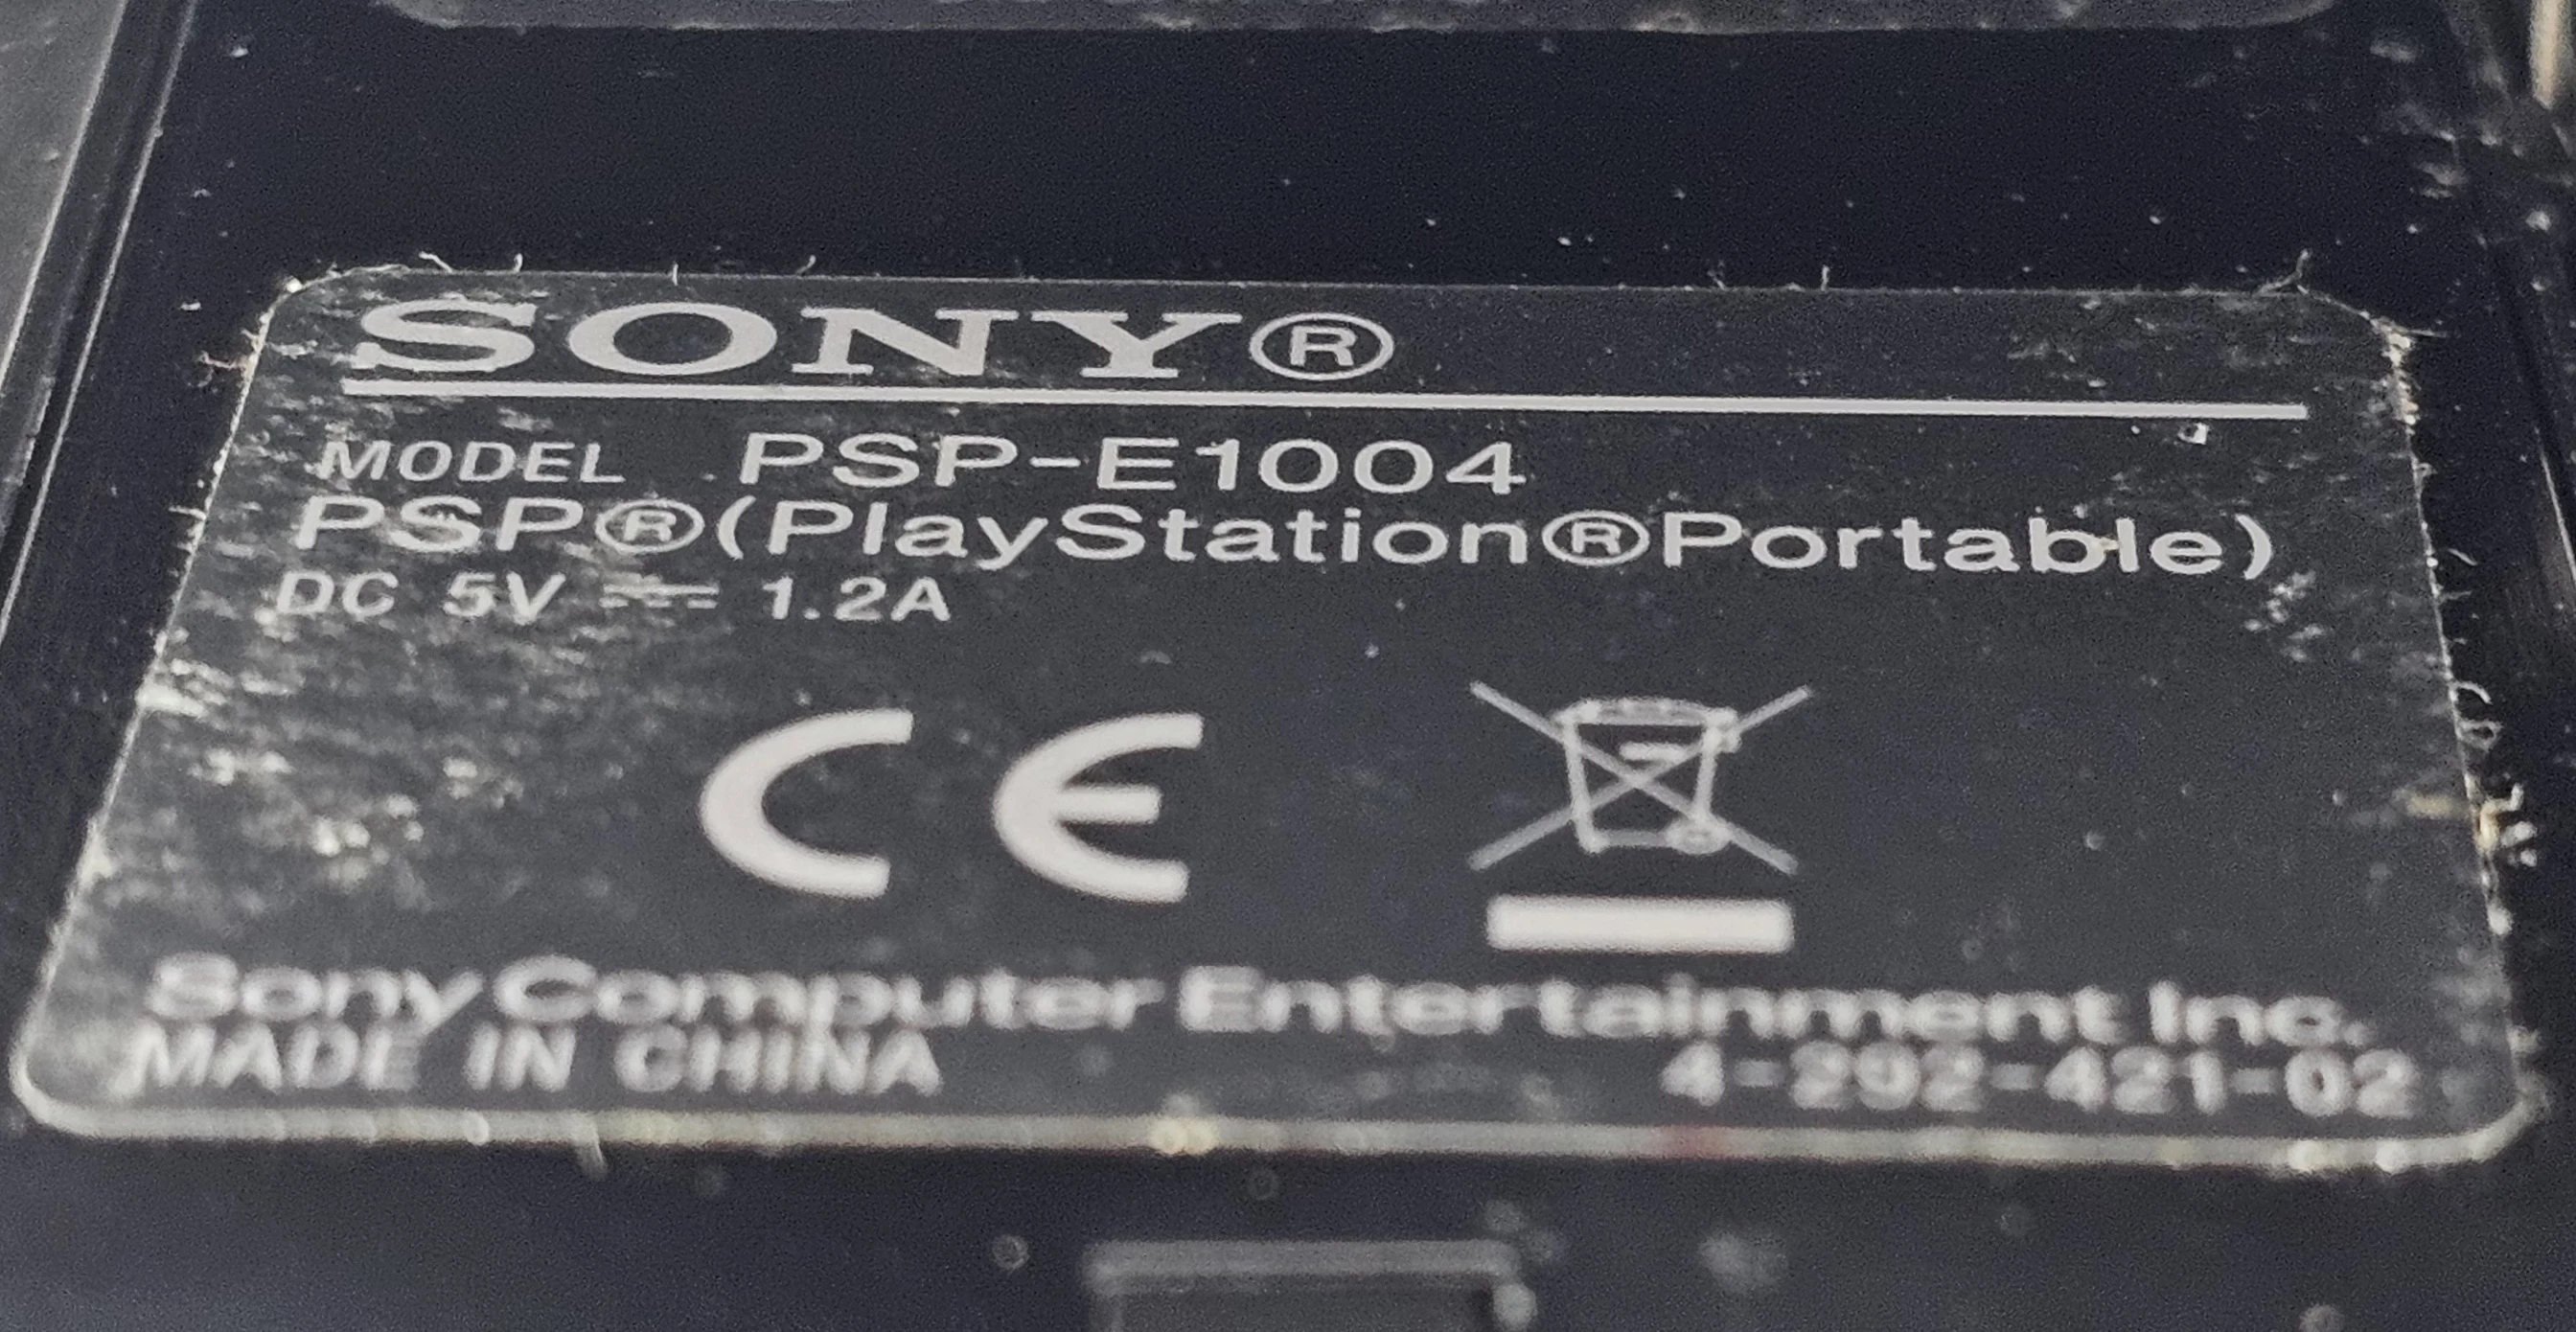 SONY®
MODEL PSP-E1004
PSP®(PlayStation®Portable)
DC 5V ⎓ 1.2A
CE
Sony Computer Entertainment Inc.
MADE IN CHINA
4-292-421-02